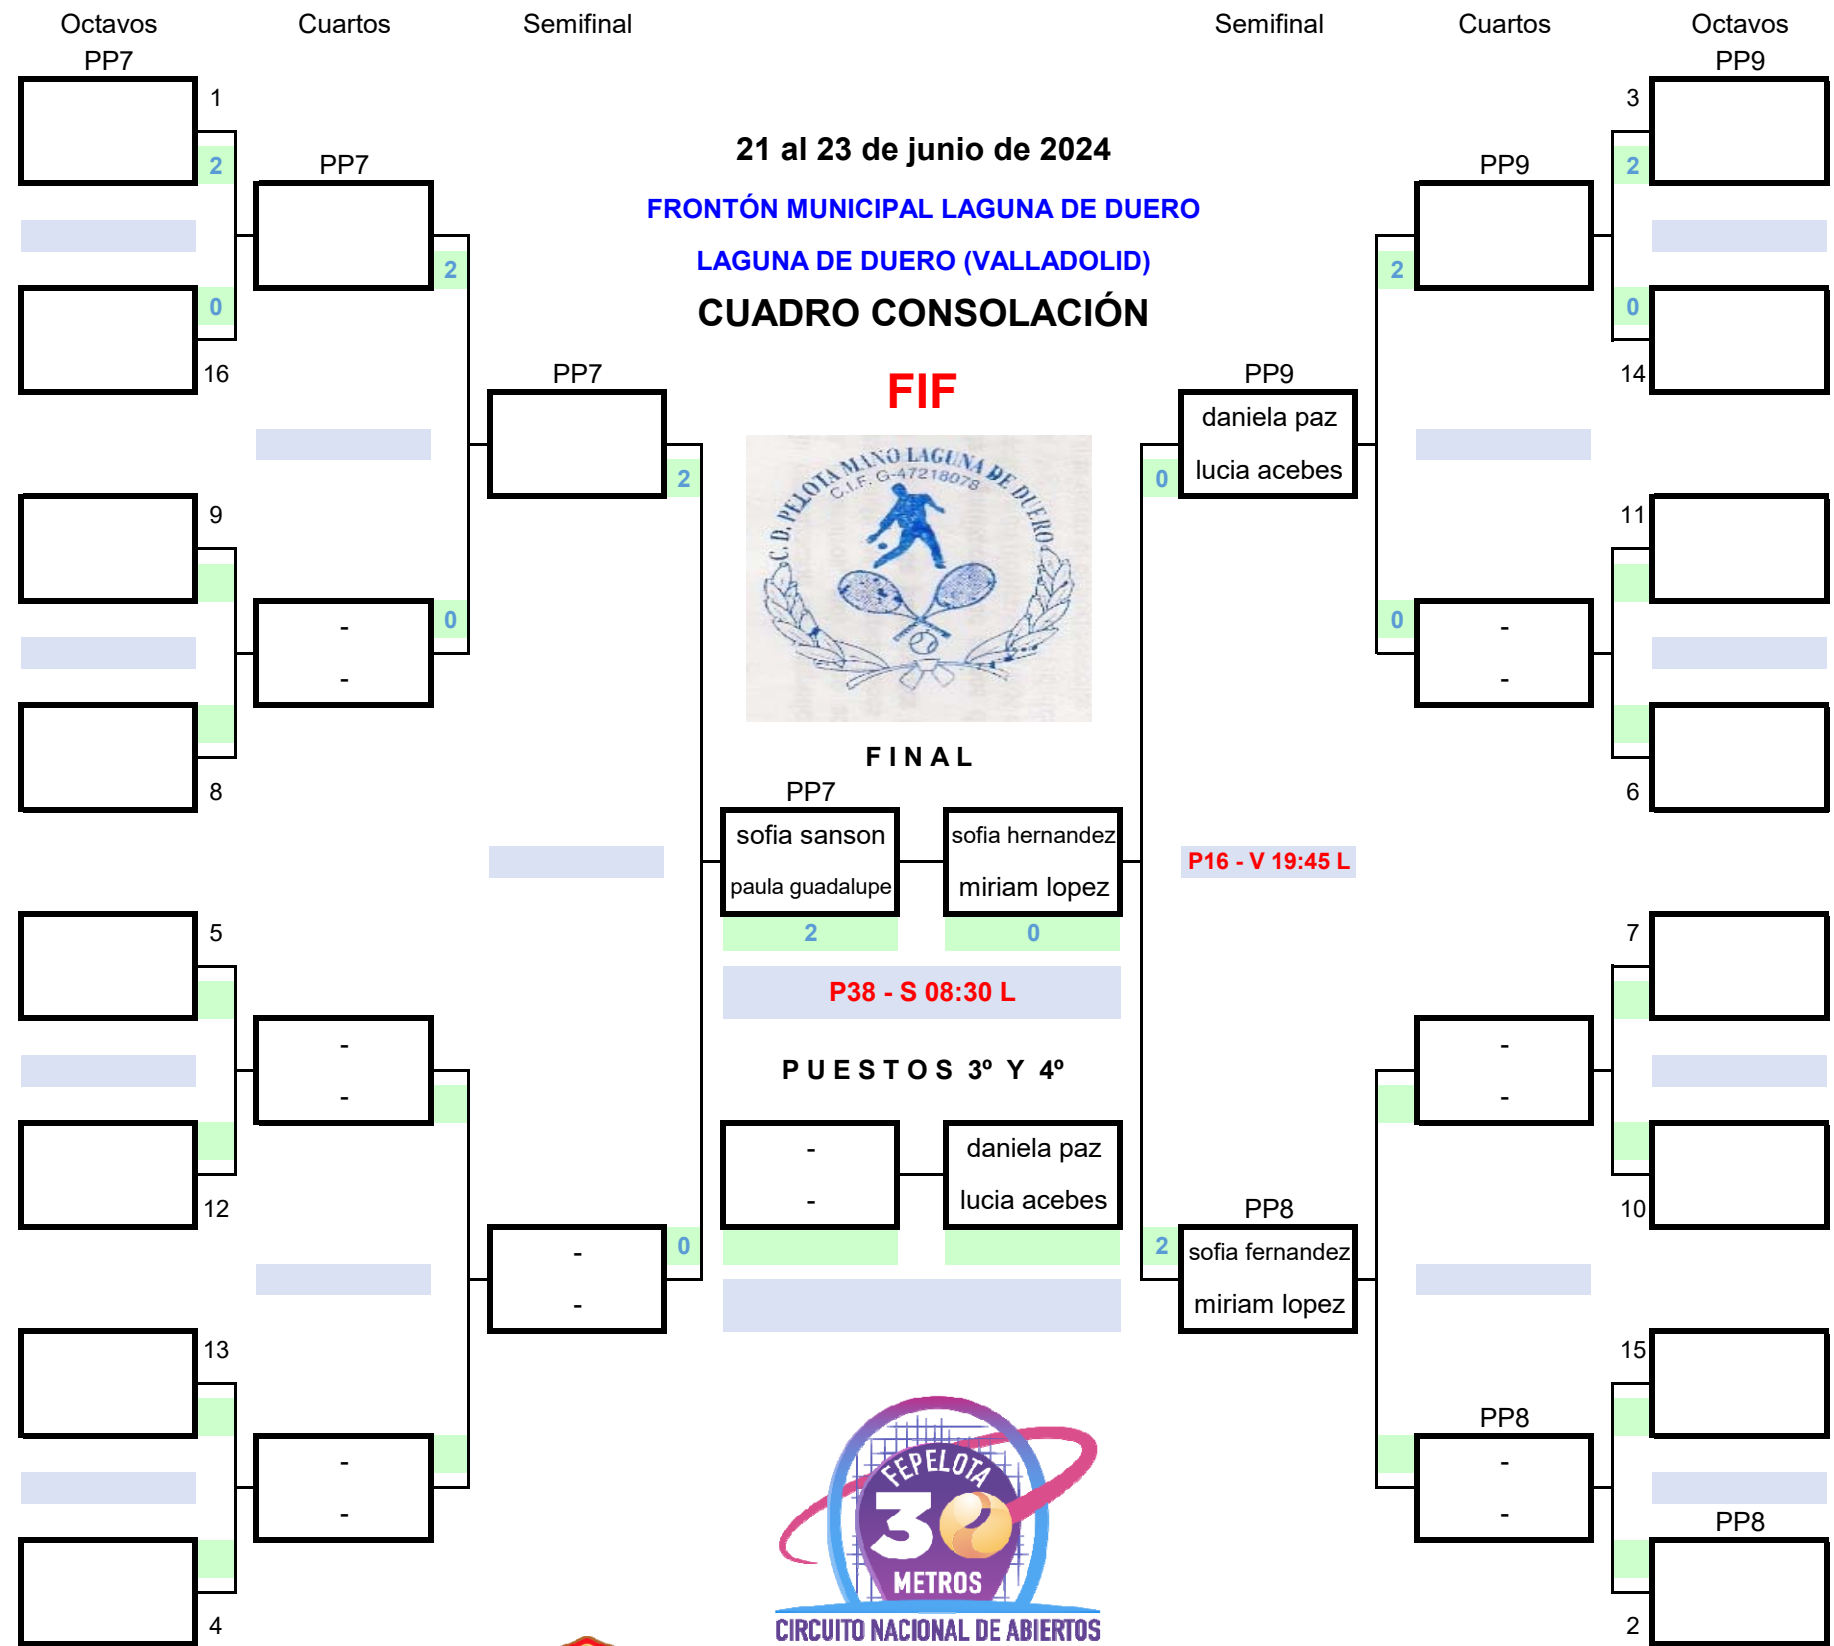 Octavos Cuartos Semifinal Semifinal Cuartos Octavos
PP7 PP9
1 3
2 PP7 21 al 23 de junio de 2024 PP9 2
FRONTÓN MUNICIPAL LAGUNA DE DUERO
2 LAGUNA DE DUERO (VALLADOLID) 2
0 CUADRO CONSOLACIÓN 0
16 PP7 FIF PP9 14
daniela paz
lucia acebes
2 0
C. D. PELOTA MANO LAGUNA DE DUERO
C.I.F. G-47218078
9 11
- 0 0 -
- -
F I N A L
8 PP7 6
sofia sanson sofia hernandez
P16 - V 19:45 L
paula guadalupe miriam lopez
5 2 0 7
P38 - S 08:30 L
- P U E S T O S 3º Y 4º -
- -
- daniela paz
- lucia acebes
12 PP8 10
- 0 2 sofia fernandez
- miriam lopez
13 15
PP8
- -
- -
FEPELOTA
30
METROS
CIRCUITO NACIONAL DE ABIERTOS
PP8
4 2